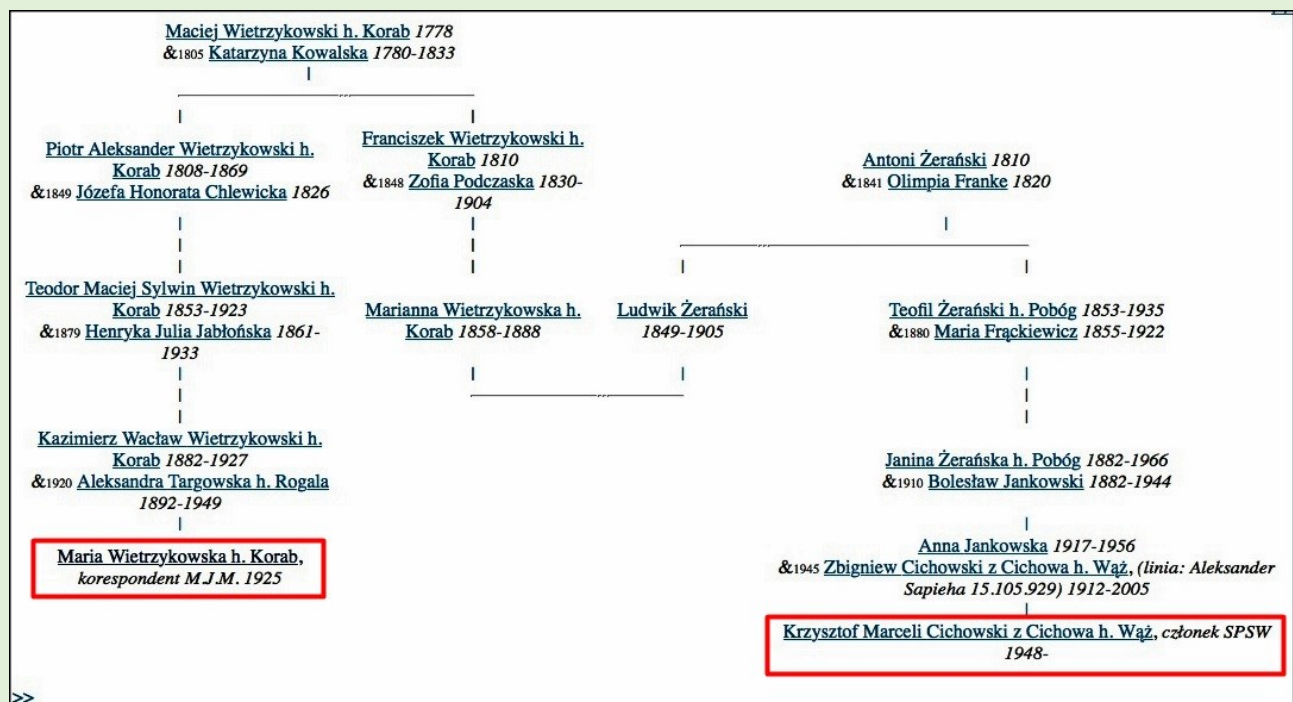 Maciej Wietrzykowski h. Korab 1778
&1805 Katarzyna Kowalska 1780-1833
Piotr Aleksander Wietrzykowski h.
Korab 1808-1869
&1849 Józefa Honorata Chlewicka 1826
Franciszek Wietrzykowski h.
Korab 1810
&1848 Zofia Podczaska 1830-
1904
Antoni Żerański 1810
&1841 Olimpia Franke 1820
Teodor Maciej Sylwin Wietrzykowski h.
Korab 1853-1923
&1879 Henryka Julia Jabłońska 1861-
1933
Marianna Wietrzykowska h.
Korab 1858-1888
Ludwik Żerański
1849-1905
Teofil Żerański h. Pobóg 1853-1935
&1880 Maria Frąckiewicz 1855-1922
Kazimierz Wacław Wietrzykowski h.
Korab 1882-1927
&1920 Aleksandra Targowska h. Rogala
1892-1949
Janina Żerańska h. Pobóg 1882-1966
&1910 Bolesław Jankowski 1882-1944
Maria Wietrzykowska h. Korab,
korespondent M.J.M. 1925
Anna Jankowska 1917-1956
&1945 Zbigniew Cichowski z Cichowa h. Wąż, (linia: Aleksander
Sapieha 15.105.929) 1912-2005
Krzysztof Marceli Cichowski z Cichowa h. Wąż, członek SPSW
1948-
>>